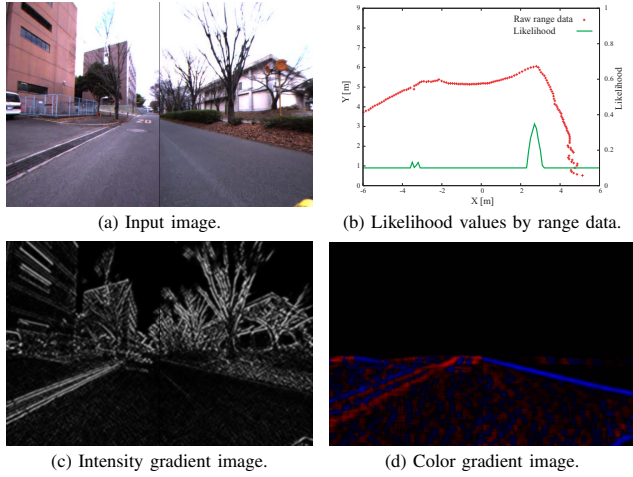 9
8
7
6
5
4
3
2
1
0
Y [m]
Raw range data
Likelihood
1
0.8
0.6
0.4
0.2
0
Likelihood
-6 -4 -2 0 2 4 6
X [m]
(a) Input image.
(b) Likelihood values by range data.
(c) Intensity gradient image.
(d) Color gradient image.